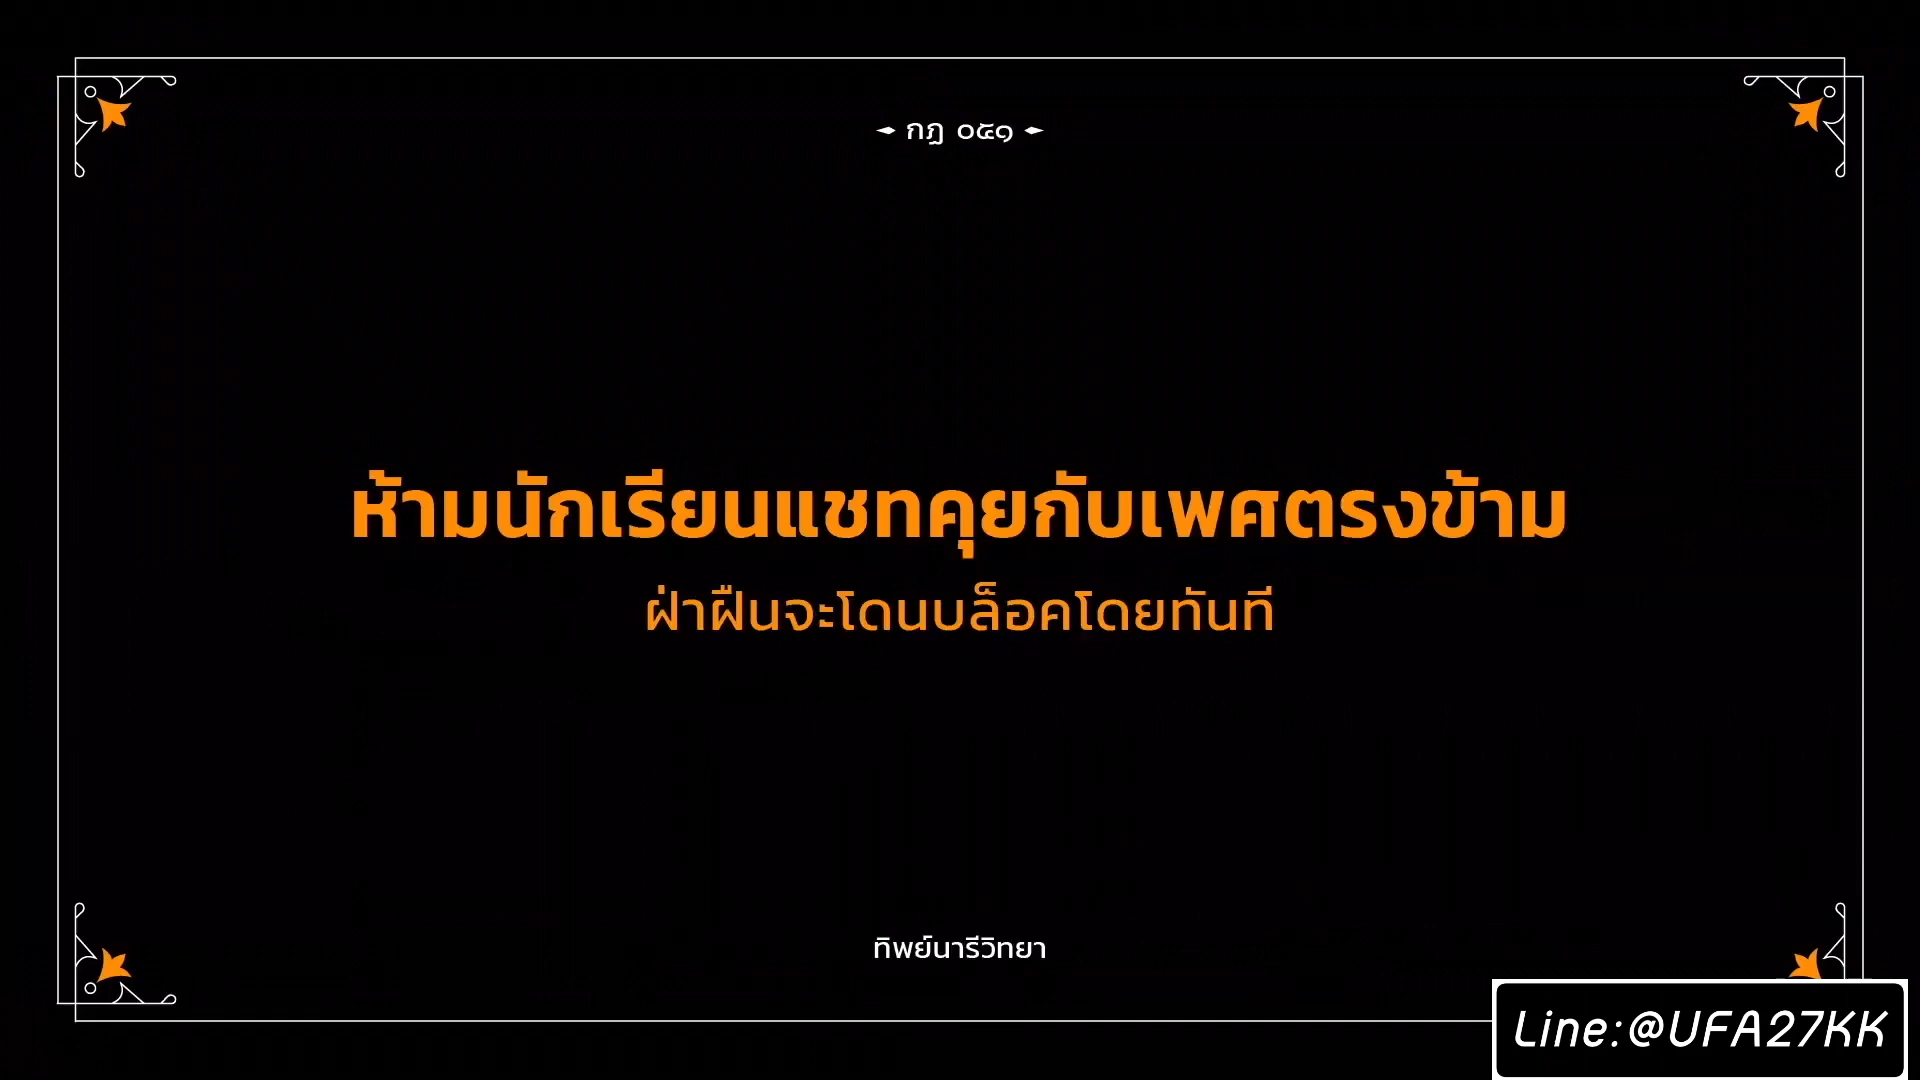 กฏ ๐๕๑
ห้ามนักเรียนแชทคุยกับเพศตรงข้าม
ฝ่าฝืนจะโดนบล็อคโดยทันที
ทิพย์นารีวิทยา
Line:@UFA27KK